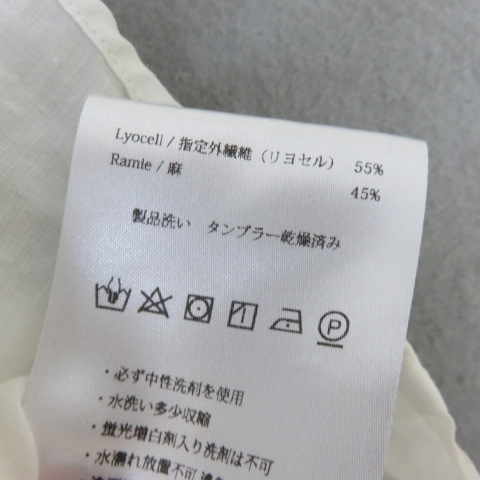 Lyocell / 指定外繊維（リヨセル） 55%
Ramie / 麻 45%
製品洗い タンブラー乾燥済み
P
・必ず中性洗剤を使用
・水洗い多少収縮
・蛍光増白剤入り洗剤は不可
・水濡れ放置不可